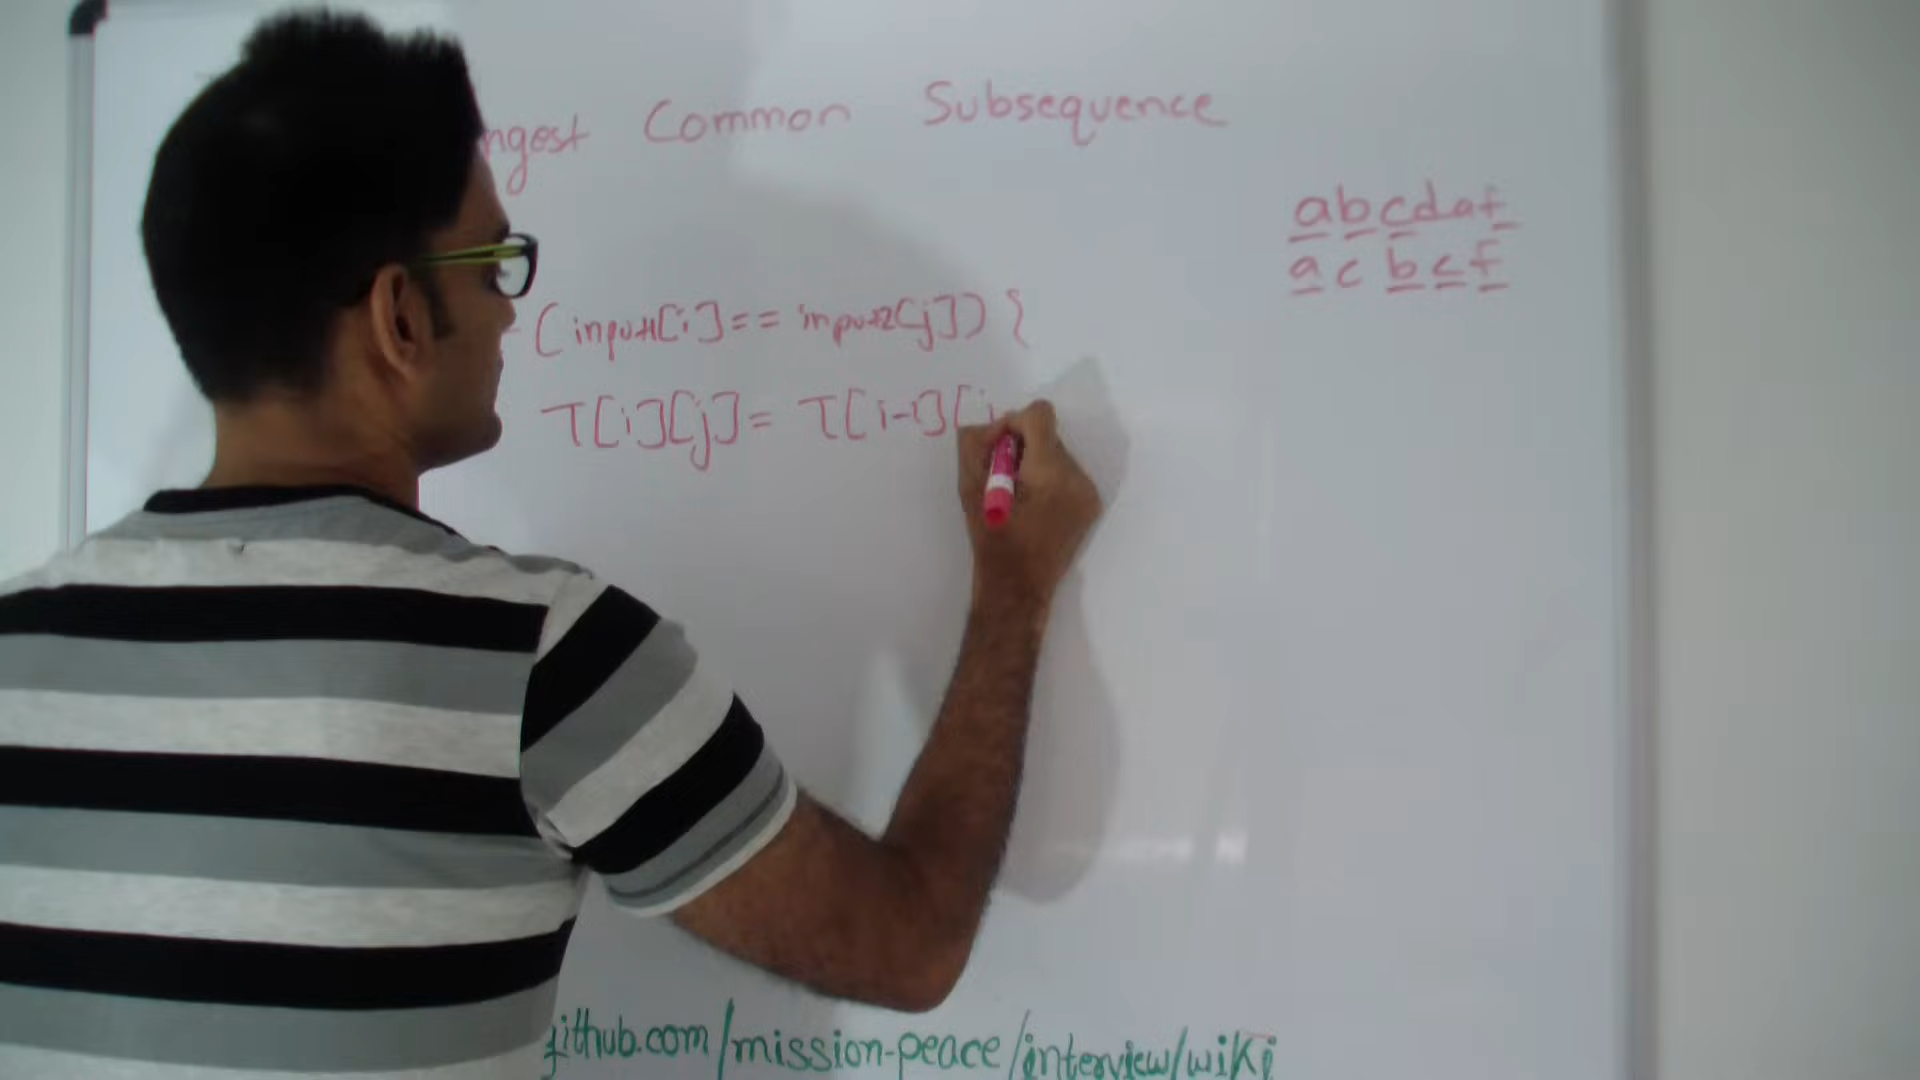 ngest Common Subsequence
abcdaf
acbcf
(input1[i] == input2[j]) {
T[i][j] = T[i-1][j
github.com/mission-peace/interview/wiki